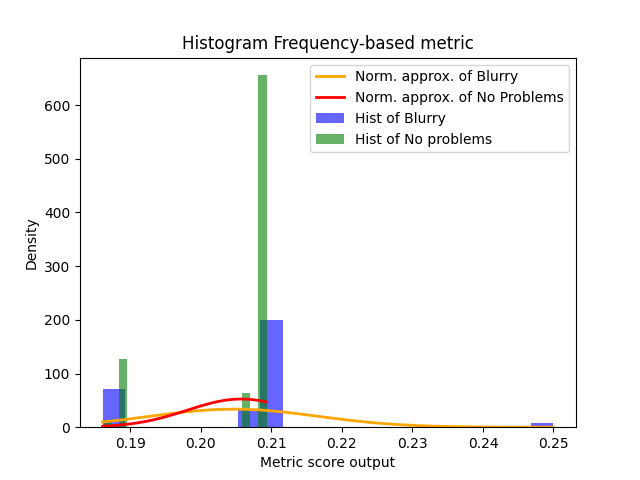 Histogram Frequency-based metric
Norm. approx. of Blurry
Norm. approx. of No Problems
Hist of Blurry
Hist of No problems
Density
600
500
400
300
200
100
0
0.19 0.20 0.21 0.22 0.23 0.24 0.25
Metric score output